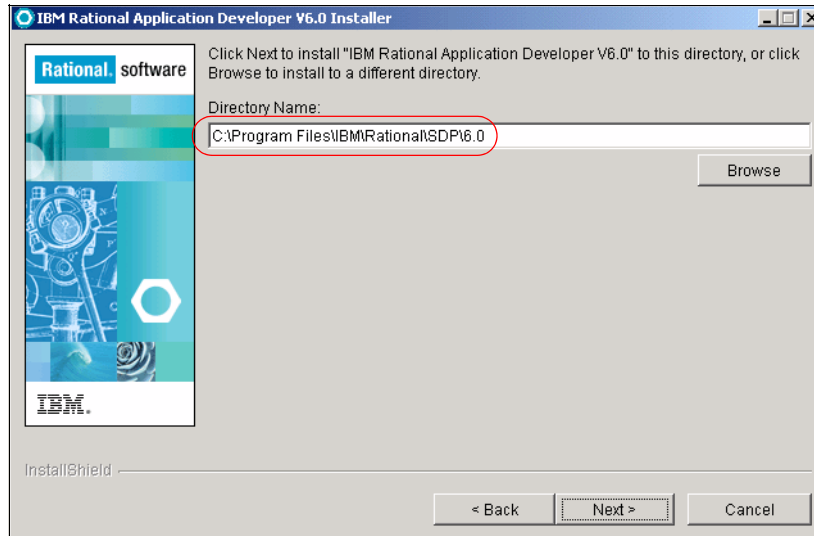 IBM Rational Application Developer V6.0 Installer
Rational. software
Click Next to install "IBM Rational Application Developer V6.0" to this directory, or click
Browse to install to a different directory.
Directory Name:
C:\Program Files\IBM\Rational\SDP\6.0
Browse
IBM.
InstallShield
< Back
Next >
Cancel